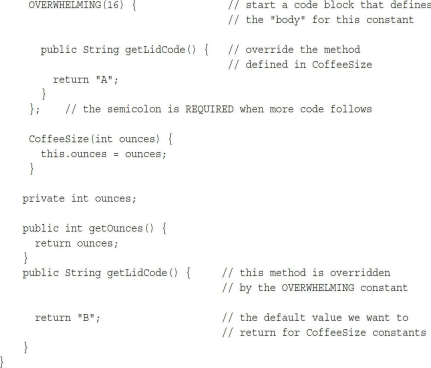 OVERWHELMING(16) { // start a code block that defines
// the "body" for this constant
public String getLidCode() { // override the method
// defined in CoffeeSize
return "A";
}
}; // the semicolon is REQUIRED when more code follows
CoffeeSize(int ounces) {
this.ounces = ounces;
}
private int ounces;
public int getOunces() {
return ounces;
}
public String getLidCode() { // this method is overridden
// by the OVERWHELMING constant
return "B"; // the default value we want to
// return for CoffeeSize constants
}
}